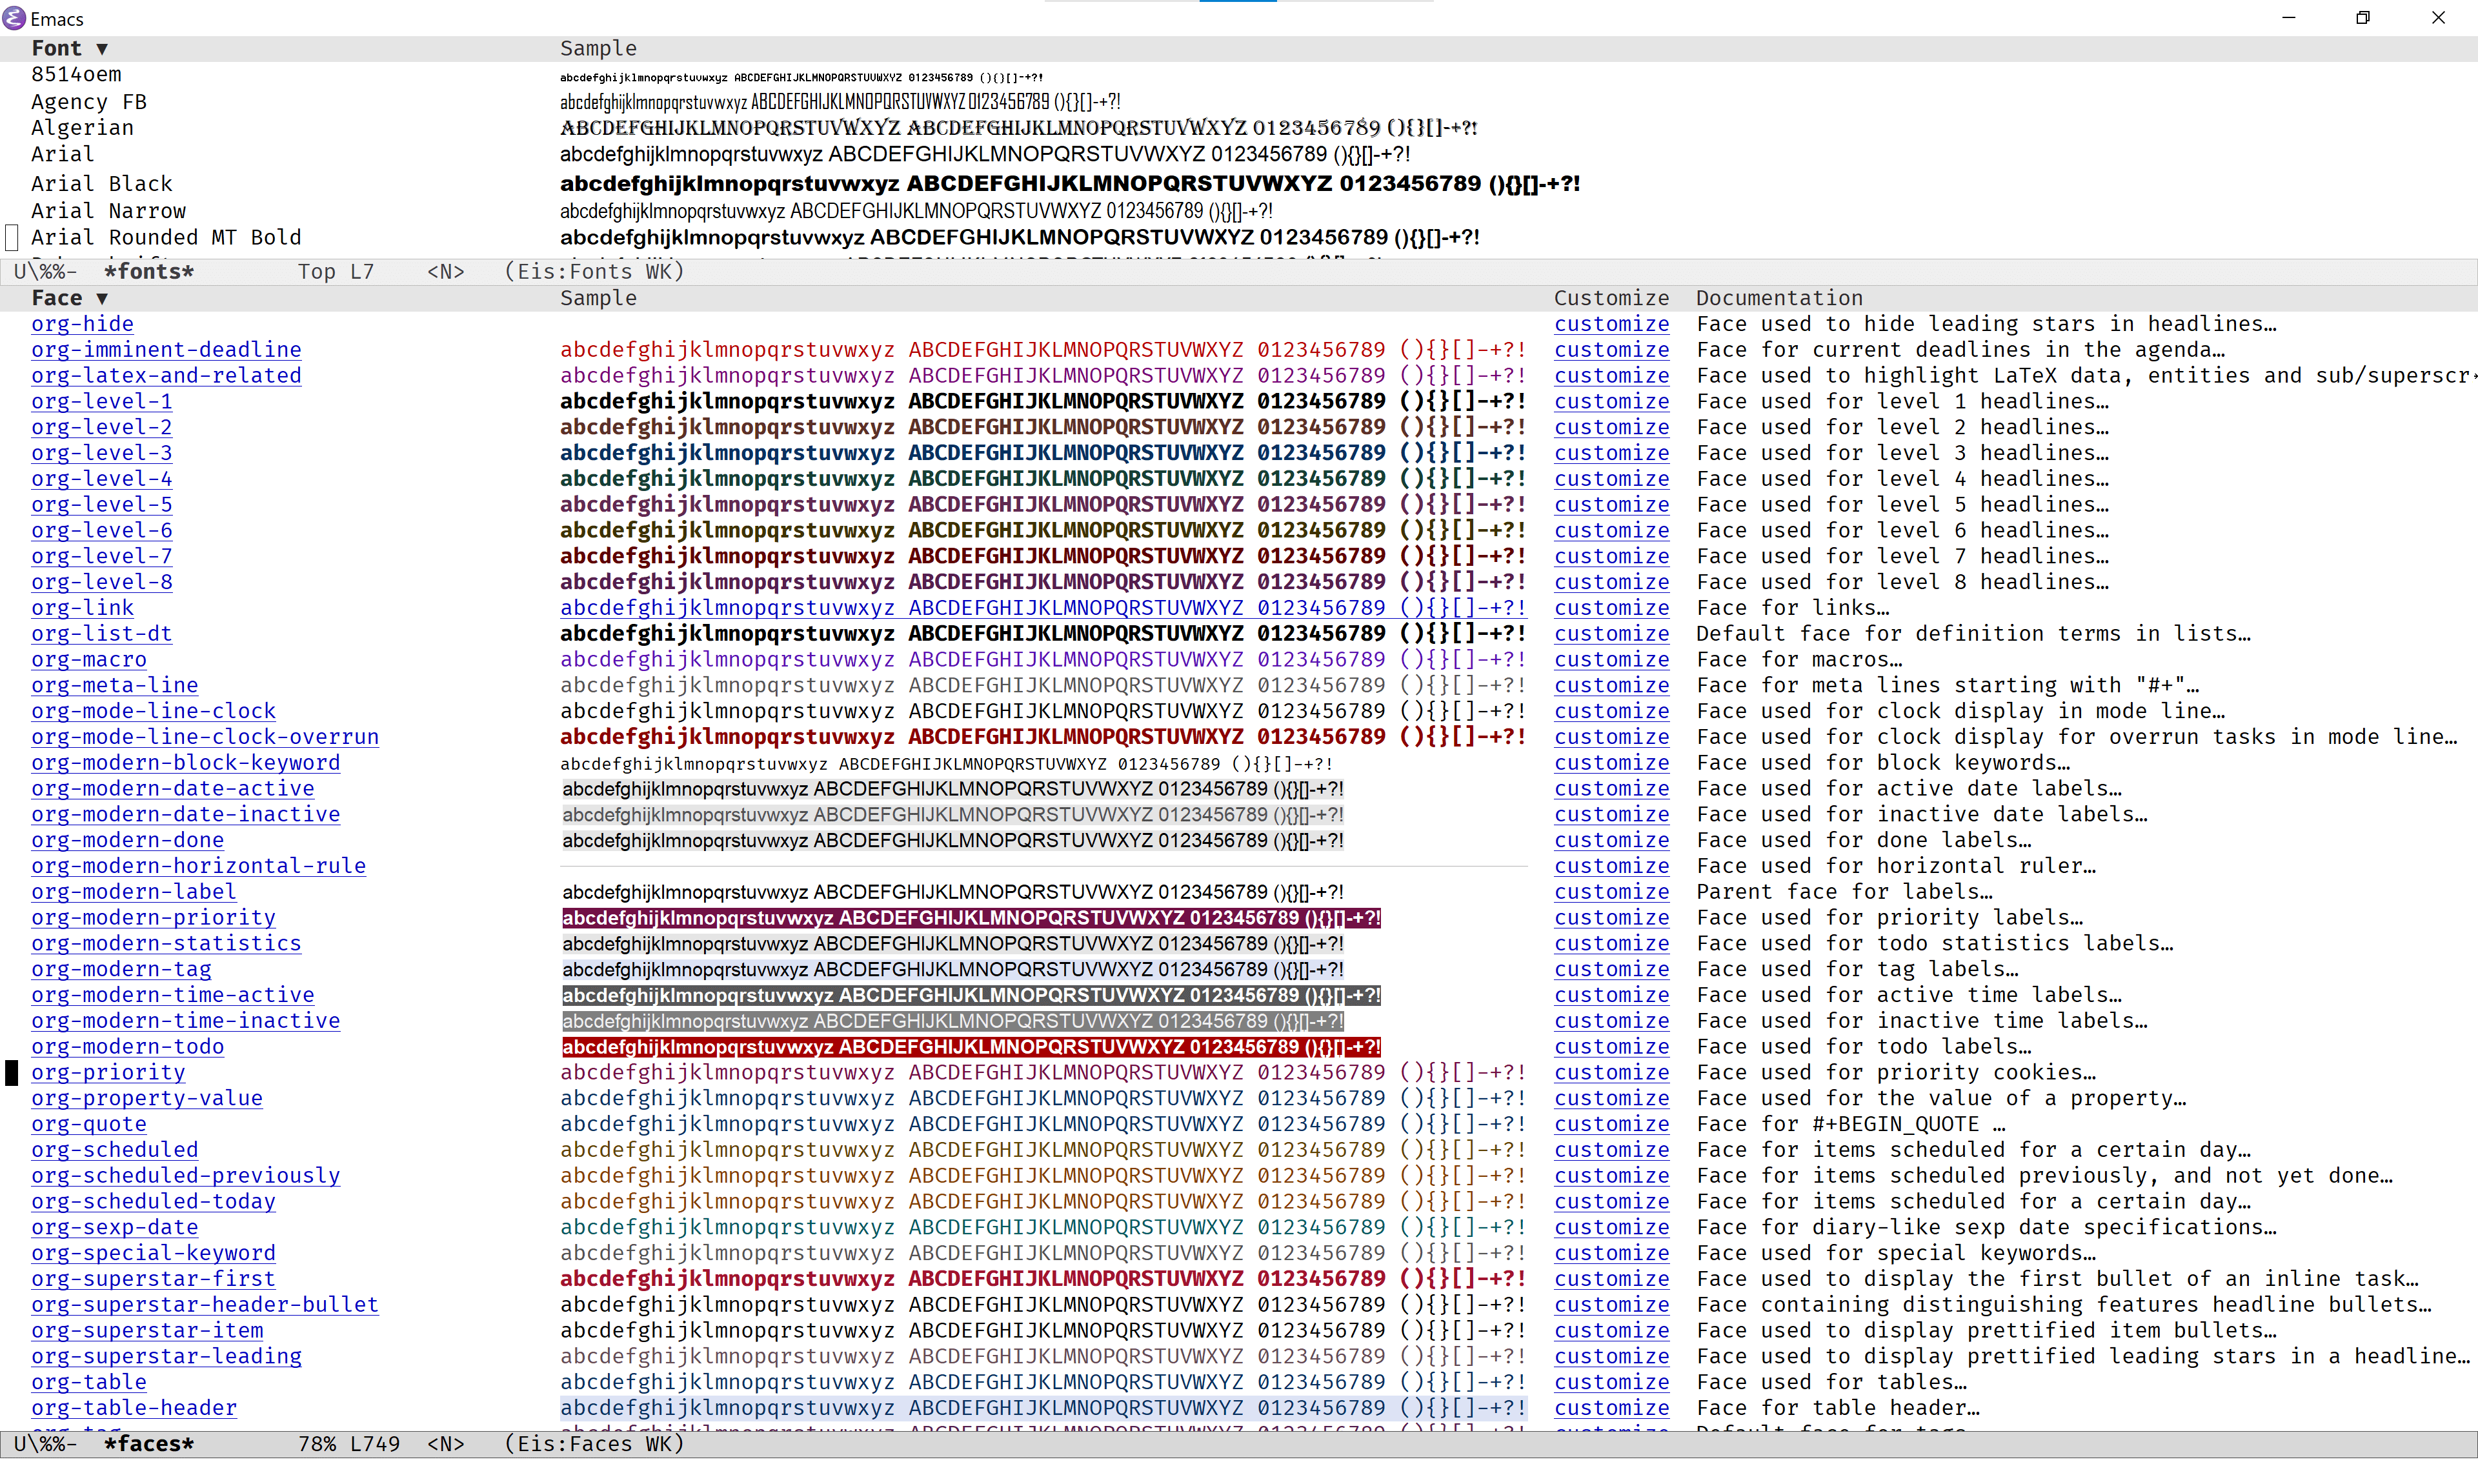 Emacs
Font ▼ Sample
8514oem abcdefghijklmnopqrstuvwxyz ABCDEFGHIJKLMNOPQRSTUVWXYZ 0123456789 (){}[]-+?!
Agency FB abcdefghijklmnopqrstuvwxyz ABCDEFGHIJKLMNOPQRSTUVWXYZ 0123456789 (){}[]-+?!
Algerian ABCDEFGHIJKLMNOPQRSTUVWXYZ ABCDEFGHIJKLMNOPQRSTUVWXYZ 0123456789 (){}[]-+?!
Arial abcdefghijklmnopqrstuvwxyz ABCDEFGHIJKLMNOPQRSTUVWXYZ 0123456789 (){}[]-+?!
Arial Black abcdefghijklmnopqrstuvwxyz ABCDEFGHIJKLMNOPQRSTUVWXYZ 0123456789 (){}[]-+?!
Arial Narrow abcdefghijklmnopqrstuvwxyz ABCDEFGHIJKLMNOPQRSTUVWXYZ 0123456789 (){}[]-+?!
Arial Rounded MT Bold abcdefghijklmnopqrstuvwxyz ABCDEFGHIJKLMNOPQRSTUVWXYZ 0123456789 (){}[]-+?!
U\%%- *fonts* Top L7 <N> (Eis:Fonts WK)
Face ▼ Sample Customize Documentation
org-hide customize Face used to hide leading stars in headlines…
org-imminent-deadline abcdefghijklmnopqrstuvwxyz ABCDEFGHIJKLMNOPQRSTUVWXYZ 0123456789 (){}[]-+?! customize Face for current deadlines in the agenda…
org-latex-and-related abcdefghijklmnopqrstuvwxyz ABCDEFGHIJKLMNOPQRSTUVWXYZ 0123456789 (){}[]-+?! customize Face used to highlight LaTeX data, entities and sub/superscr
org-level-1 abcdefghijklmnopqrstuvwxyz ABCDEFGHIJKLMNOPQRSTUVWXYZ 0123456789 (){}[]-+?! customize Face used for level 1 headlines…
org-level-2 abcdefghijklmnopqrstuvwxyz ABCDEFGHIJKLMNOPQRSTUVWXYZ 0123456789 (){}[]-+?! customize Face used for level 2 headlines…
org-level-3 abcdefghijklmnopqrstuvwxyz ABCDEFGHIJKLMNOPQRSTUVWXYZ 0123456789 (){}[]-+?! customize Face used for level 3 headlines…
org-level-4 abcdefghijklmnopqrstuvwxyz ABCDEFGHIJKLMNOPQRSTUVWXYZ 0123456789 (){}[]-+?! customize Face used for level 4 headlines…
org-level-5 abcdefghijklmnopqrstuvwxyz ABCDEFGHIJKLMNOPQRSTUVWXYZ 0123456789 (){}[]-+?! customize Face used for level 5 headlines…
org-level-6 abcdefghijklmnopqrstuvwxyz ABCDEFGHIJKLMNOPQRSTUVWXYZ 0123456789 (){}[]-+?! customize Face used for level 6 headlines…
org-level-7 abcdefghijklmnopqrstuvwxyz ABCDEFGHIJKLMNOPQRSTUVWXYZ 0123456789 (){}[]-+?! customize Face used for level 7 headlines…
org-level-8 abcdefghijklmnopqrstuvwxyz ABCDEFGHIJKLMNOPQRSTUVWXYZ 0123456789 (){}[]-+?! customize Face used for level 8 headlines…
org-link abcdefghijklmnopqrstuvwxyz ABCDEFGHIJKLMNOPQRSTUVWXYZ 0123456789 (){}[]-+?! customize Face for links…
org-list-dt abcdefghijklmnopqrstuvwxyz ABCDEFGHIJKLMNOPQRSTUVWXYZ 0123456789 (){}[]-+?! customize Default face for definition terms in lists…
org-macro abcdefghijklmnopqrstuvwxyz ABCDEFGHIJKLMNOPQRSTUVWXYZ 0123456789 (){}[]-+?! customize Face for macros…
org-meta-line abcdefghijklmnopqrstuvwxyz ABCDEFGHIJKLMNOPQRSTUVWXYZ 0123456789 (){}[]-+?! customize Face for meta lines starting with "#+"…
org-mode-line-clock abcdefghijklmnopqrstuvwxyz ABCDEFGHIJKLMNOPQRSTUVWXYZ 0123456789 (){}[]-+?! customize Face used for clock display in mode line…
org-mode-line-clock-overrun abcdefghijklmnopqrstuvwxyz ABCDEFGHIJKLMNOPQRSTUVWXYZ 0123456789 (){}[]-+?! customize Face used for clock display for overrun tasks in mode line…
org-modern-block-keyword abcdefghijklmnopqrstuvwxyz ABCDEFGHIJKLMNOPQRSTUVWXYZ 0123456789 (){}[]-+?! customize Face used for block keywords…
org-modern-date-active abcdefghijklmnopqrstuvwxyz ABCDEFGHIJKLMNOPQRSTUVWXYZ 0123456789 (){}[]-+?! customize Face used for active date labels…
org-modern-date-inactive abcdefghijklmnopqrstuvwxyz ABCDEFGHIJKLMNOPQRSTUVWXYZ 0123456789 (){}[]-+?! customize Face used for inactive date labels…
org-modern-done abcdefghijklmnopqrstuvwxyz ABCDEFGHIJKLMNOPQRSTUVWXYZ 0123456789 (){}[]-+?! customize Face used for done labels…
org-modern-horizontal-rule customize Face used for horizontal ruler…
org-modern-label abcdefghijklmnopqrstuvwxyz ABCDEFGHIJKLMNOPQRSTUVWXYZ 0123456789 (){}[]-+?! customize Parent face for labels…
org-modern-priority abcdefghijklmnopqrstuvwxyz ABCDEFGHIJKLMNOPQRSTUVWXYZ 0123456789 (){}[]-+?! customize Face used for priority labels…
org-modern-statistics abcdefghijklmnopqrstuvwxyz ABCDEFGHIJKLMNOPQRSTUVWXYZ 0123456789 (){}[]-+?! customize Face used for todo statistics labels…
org-modern-tag abcdefghijklmnopqrstuvwxyz ABCDEFGHIJKLMNOPQRSTUVWXYZ 0123456789 (){}[]-+?! customize Face used for tag labels…
org-modern-time-active abcdefghijklmnopqrstuvwxyz ABCDEFGHIJKLMNOPQRSTUVWXYZ 0123456789 (){}[]-+?! customize Face used for active time labels…
org-modern-time-inactive abcdefghijklmnopqrstuvwxyz ABCDEFGHIJKLMNOPQRSTUVWXYZ 0123456789 (){}[]-+?! customize Face used for inactive time labels…
org-modern-todo abcdefghijklmnopqrstuvwxyz ABCDEFGHIJKLMNOPQRSTUVWXYZ 0123456789 (){}[]-+?! customize Face used for todo labels…
org-priority abcdefghijklmnopqrstuvwxyz ABCDEFGHIJKLMNOPQRSTUVWXYZ 0123456789 (){}[]-+?! customize Face used for priority cookies…
org-property-value abcdefghijklmnopqrstuvwxyz ABCDEFGHIJKLMNOPQRSTUVWXYZ 0123456789 (){}[]-+?! customize Face used for the value of a property…
org-quote abcdefghijklmnopqrstuvwxyz ABCDEFGHIJKLMNOPQRSTUVWXYZ 0123456789 (){}[]-+?! customize Face for #+BEGIN_QUOTE …
org-scheduled abcdefghijklmnopqrstuvwxyz ABCDEFGHIJKLMNOPQRSTUVWXYZ 0123456789 (){}[]-+?! customize Face for items scheduled for a certain day…
org-scheduled-previously abcdefghijklmnopqrstuvwxyz ABCDEFGHIJKLMNOPQRSTUVWXYZ 0123456789 (){}[]-+?! customize Face for items scheduled previously, and not yet done…
org-scheduled-today abcdefghijklmnopqrstuvwxyz ABCDEFGHIJKLMNOPQRSTUVWXYZ 0123456789 (){}[]-+?! customize Face for items scheduled for a certain day…
org-sexp-date abcdefghijklmnopqrstuvwxyz ABCDEFGHIJKLMNOPQRSTUVWXYZ 0123456789 (){}[]-+?! customize Face for diary-like sexp date specifications…
org-special-keyword abcdefghijklmnopqrstuvwxyz ABCDEFGHIJKLMNOPQRSTUVWXYZ 0123456789 (){}[]-+?! customize Face used for special keywords…
org-superstar-first abcdefghijklmnopqrstuvwxyz ABCDEFGHIJKLMNOPQRSTUVWXYZ 0123456789 (){}[]-+?! customize Face used to display the first bullet of an inline task…
org-superstar-header-bullet abcdefghijklmnopqrstuvwxyz ABCDEFGHIJKLMNOPQRSTUVWXYZ 0123456789 (){}[]-+?! customize Face containing distinguishing features headline bullets…
org-superstar-item abcdefghijklmnopqrstuvwxyz ABCDEFGHIJKLMNOPQRSTUVWXYZ 0123456789 (){}[]-+?! customize Face used to display prettified item bullets…
org-superstar-leading abcdefghijklmnopqrstuvwxyz ABCDEFGHIJKLMNOPQRSTUVWXYZ 0123456789 (){}[]-+?! customize Face used to display prettified leading stars in a headline…
org-table abcdefghijklmnopqrstuvwxyz ABCDEFGHIJKLMNOPQRSTUVWXYZ 0123456789 (){}[]-+?! customize Face used for tables…
org-table-header abcdefghijklmnopqrstuvwxyz ABCDEFGHIJKLMNOPQRSTUVWXYZ 0123456789 (){}[]-+?! customize Face for table header…
U\%%- *faces* 78% L749 <N> (Eis:Faces WK)